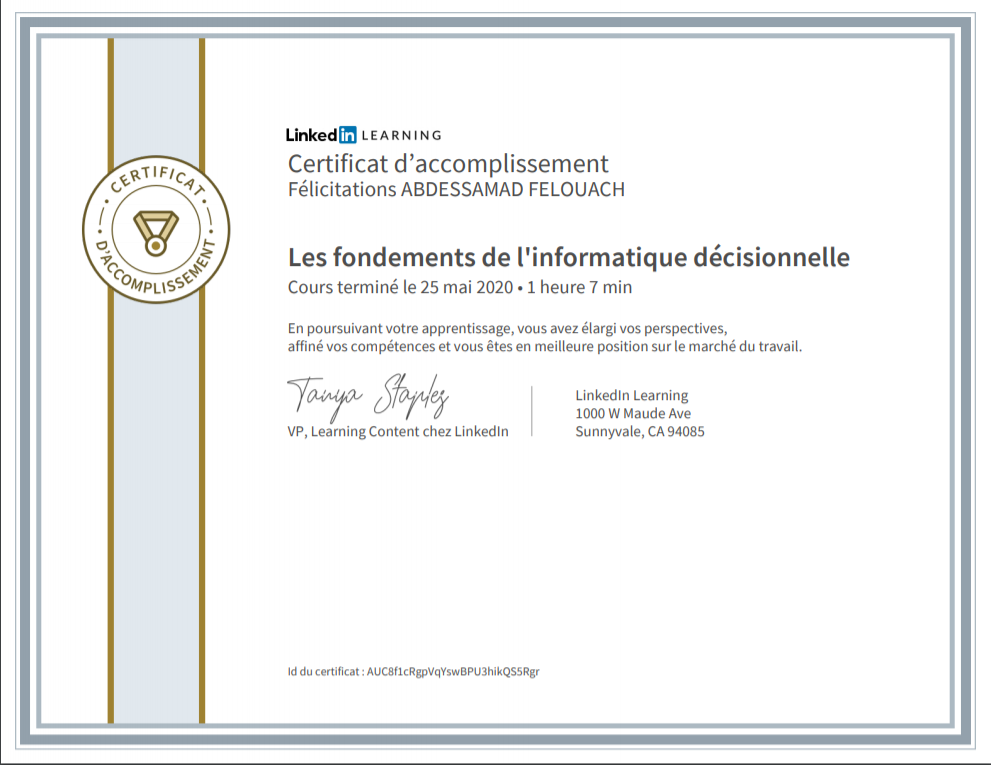 CERTIFICAT
D'ACCOMPLISSEMENT
Linked in LEARNING
Certificat d’accomplissement
Félicitations ABDESSAMAD FELOUACH
Les fondements de l'informatique décisionnelle
Cours terminé le 25 mai 2020 • 1 heure 7 min
En poursuivant votre apprentissage, vous avez élargi vos perspectives,
affiné vos compétences et vous êtes en meilleure position sur le marché du travail.
Tanya Staples
VP, Learning Content chez LinkedIn
LinkedIn Learning
1000 W Maude Ave
Sunnyvale, CA 94085
Id du certificat : AUC8f1cRgpVqYswBPU3hikQS5Rgr